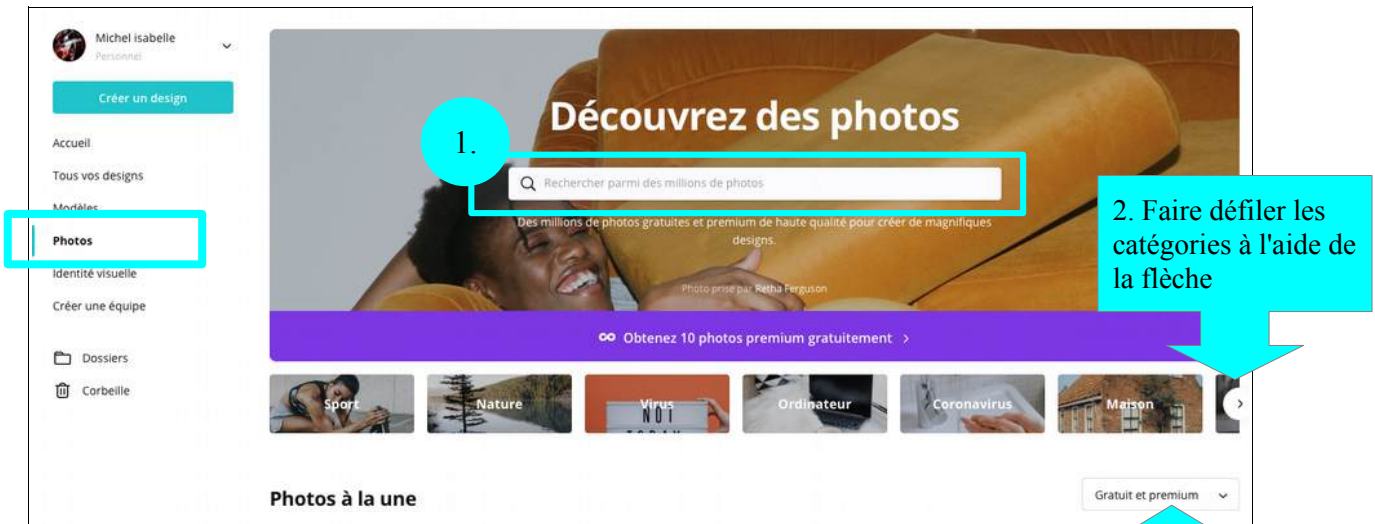 Michel isabelle
Personnel
Créer un design
Accueil
Tous vos designs
Modèles
Photos
Identité visuelle
Créer une équipe
Dossiers
Corbeille
Découvrez des photos
1.
Rechercher parmi des millions de photos
Des millions de photos gratuites et premium de haute qualité pour créer de magnifiques
designs.
Photo prise par Retha Ferguson
2. Faire défiler les
catégories à l'aide de
la flèche
Obtenez 10 photos premium gratuitement
Sport
Nature
Virus
NOT
TODAY
Ordinateur
Coronavirus
Maison
Photos à la une
Gratuit et premium